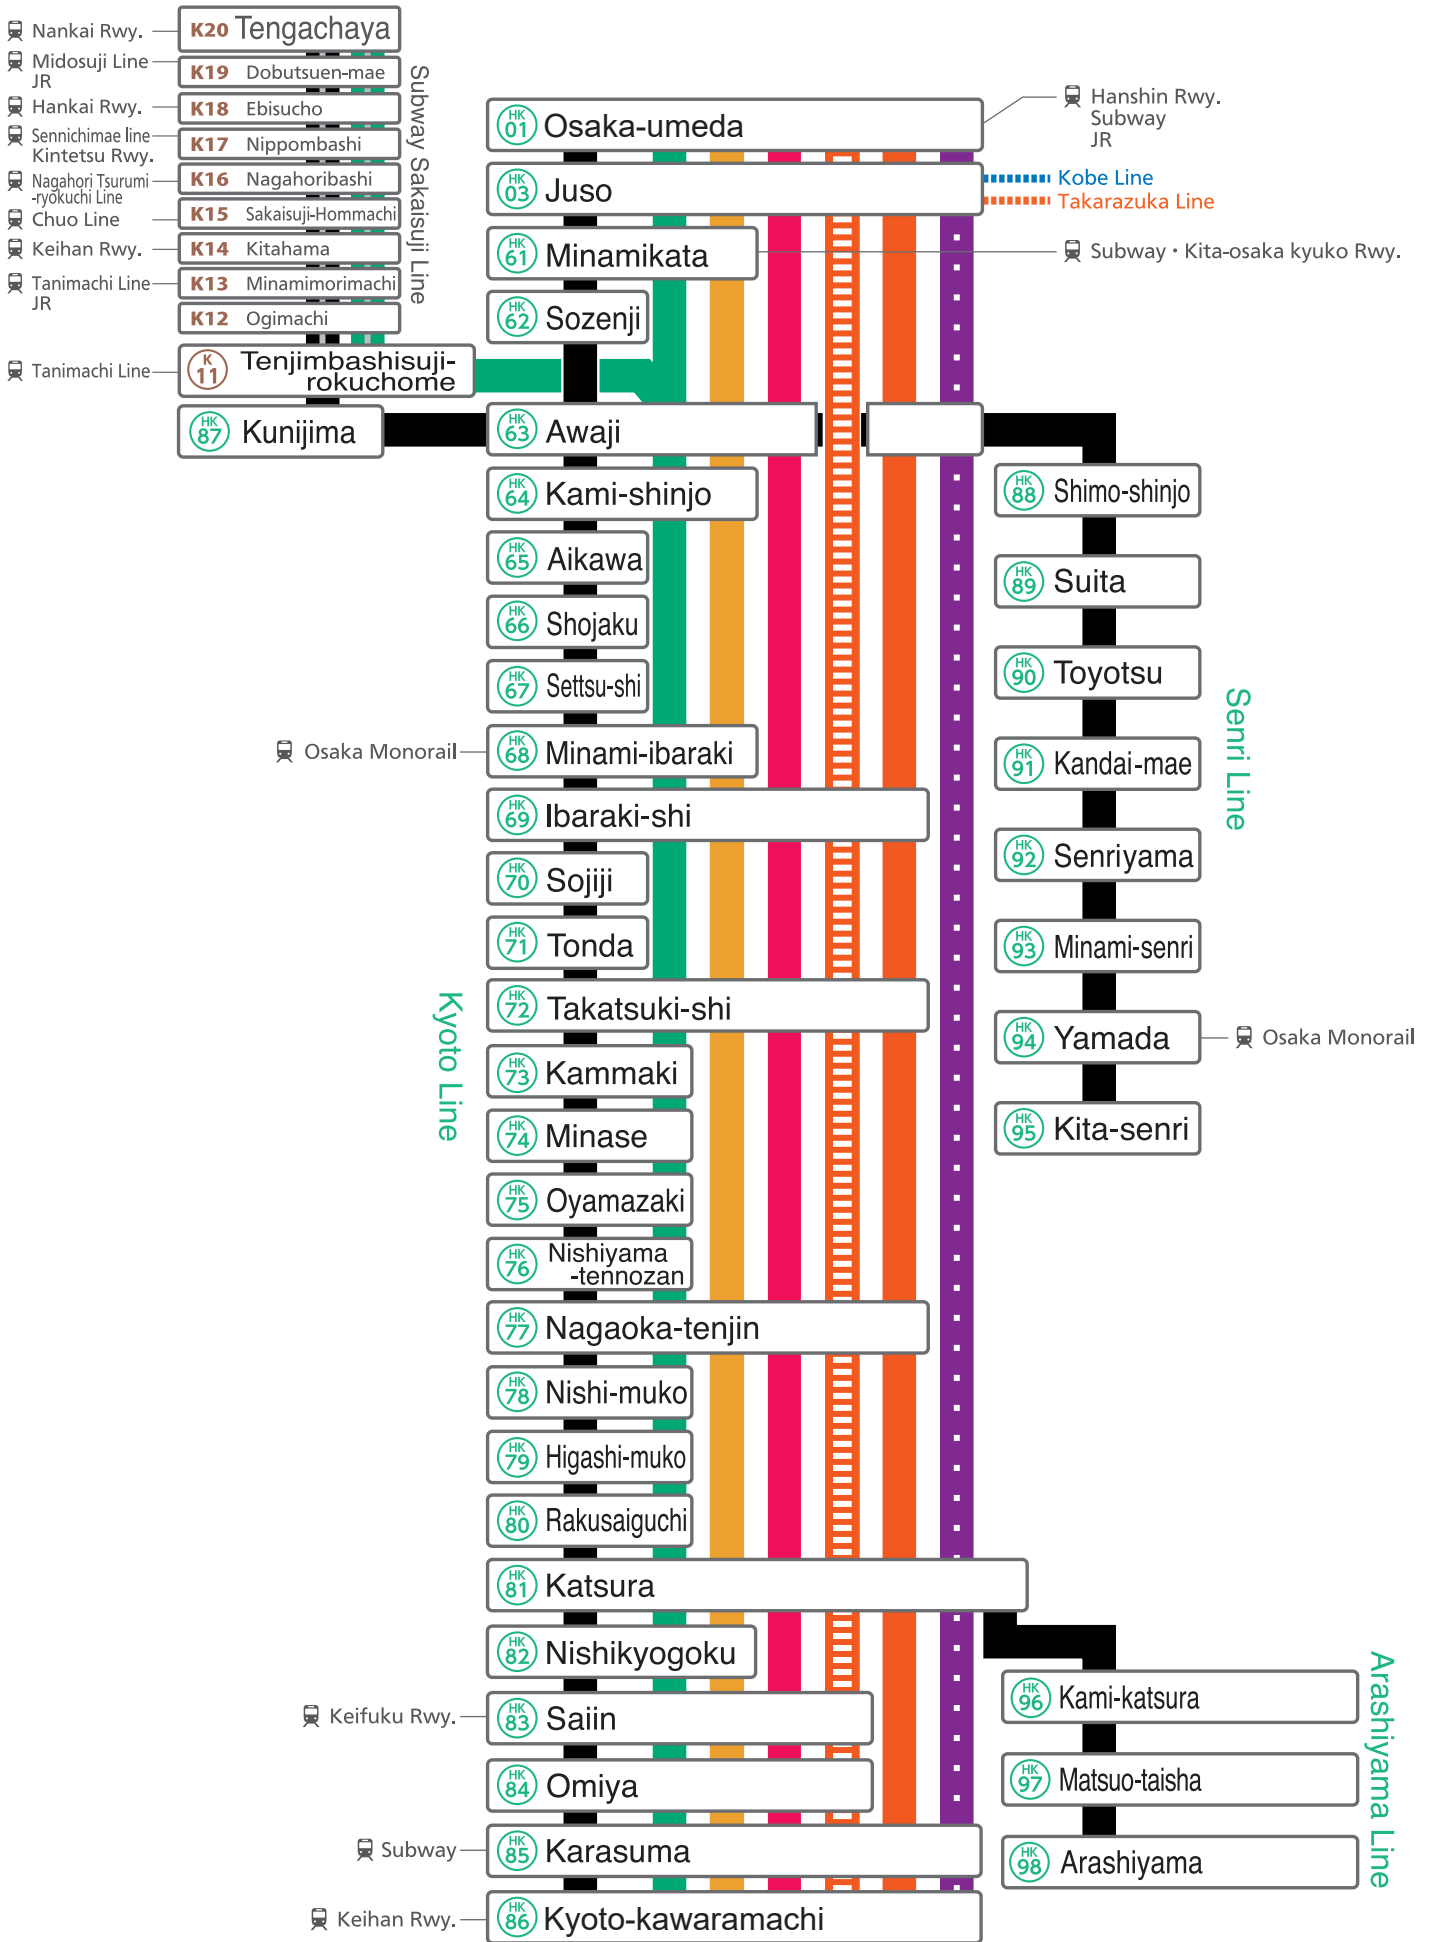 Nankai Rwy.
K20 Tengachaya
Midosuji Line
JR
K19 Dobutsuen-mae
Hankai Rwy.
K18 Ebisucho
Sennichimae line
Kintetsu Rwy.
K17 Nippombashi
Nagahori Tsurumi
-ryokuchi Line
K16 Nagahoribashi
Chuo Line
K15 Sakaisuji-Hommachi
Keihan Rwy.
K14 Kitahama
Tanimachi Line
JR
K13 Minamimorimachi
K12 Ogimachi
Subway Sakaisuji Line
Tanimachi Line
K
11
Tenjimbashisuji-
rokuchome
HK
87 Kunijima
HK
01 Osaka-umeda
Hanshin Rwy.
Subway
JR
HK
03 Juso
Kobe Line
Takarazuka Line
HK
61 Minamikata
Subway・Kita-osaka kyuko Rwy.
HK
62 Sozenji
HK
63 Awaji
HK
64 Kami-shinjo
HK
65 Aikawa
HK
66 Shojaku
HK
67 Settsu-shi
Osaka Monorail
HK
68 Minami-ibaraki
HK
69 Ibaraki-shi
HK
70 Sojiji
HK
71 Tonda
HK
72 Takatsuki-shi
Kyoto Line
HK
73 Kammaki
HK
74 Minase
HK
75 Oyamazaki
HK
76 Nishiyama
-tennozan
HK
77 Nagaoka-tenjin
HK
78 Nishi-muko
HK
79 Higashi-muko
HK
80 Rakusaiguchi
HK
81 Katsura
HK
82 Nishikyogoku
Keifuku Rwy.
HK
83 Saiin
HK
84 Omiya
Subway
HK
85 Karasuma
Keihan Rwy.
HK
86 Kyoto-kawaramachi
HK
88 Shimo-shinjo
HK
89 Suita
HK
90 Toyotsu
HK
91 Kandai-mae
Senri Line
HK
92 Senriyama
HK
93 Minami-senri
HK
94 Yamada
Osaka Monorail
HK
95 Kita-senri
HK
96 Kami-katsura
HK
97 Matsuo-taisha
HK
98 Arashiyama
Arashiyama Line